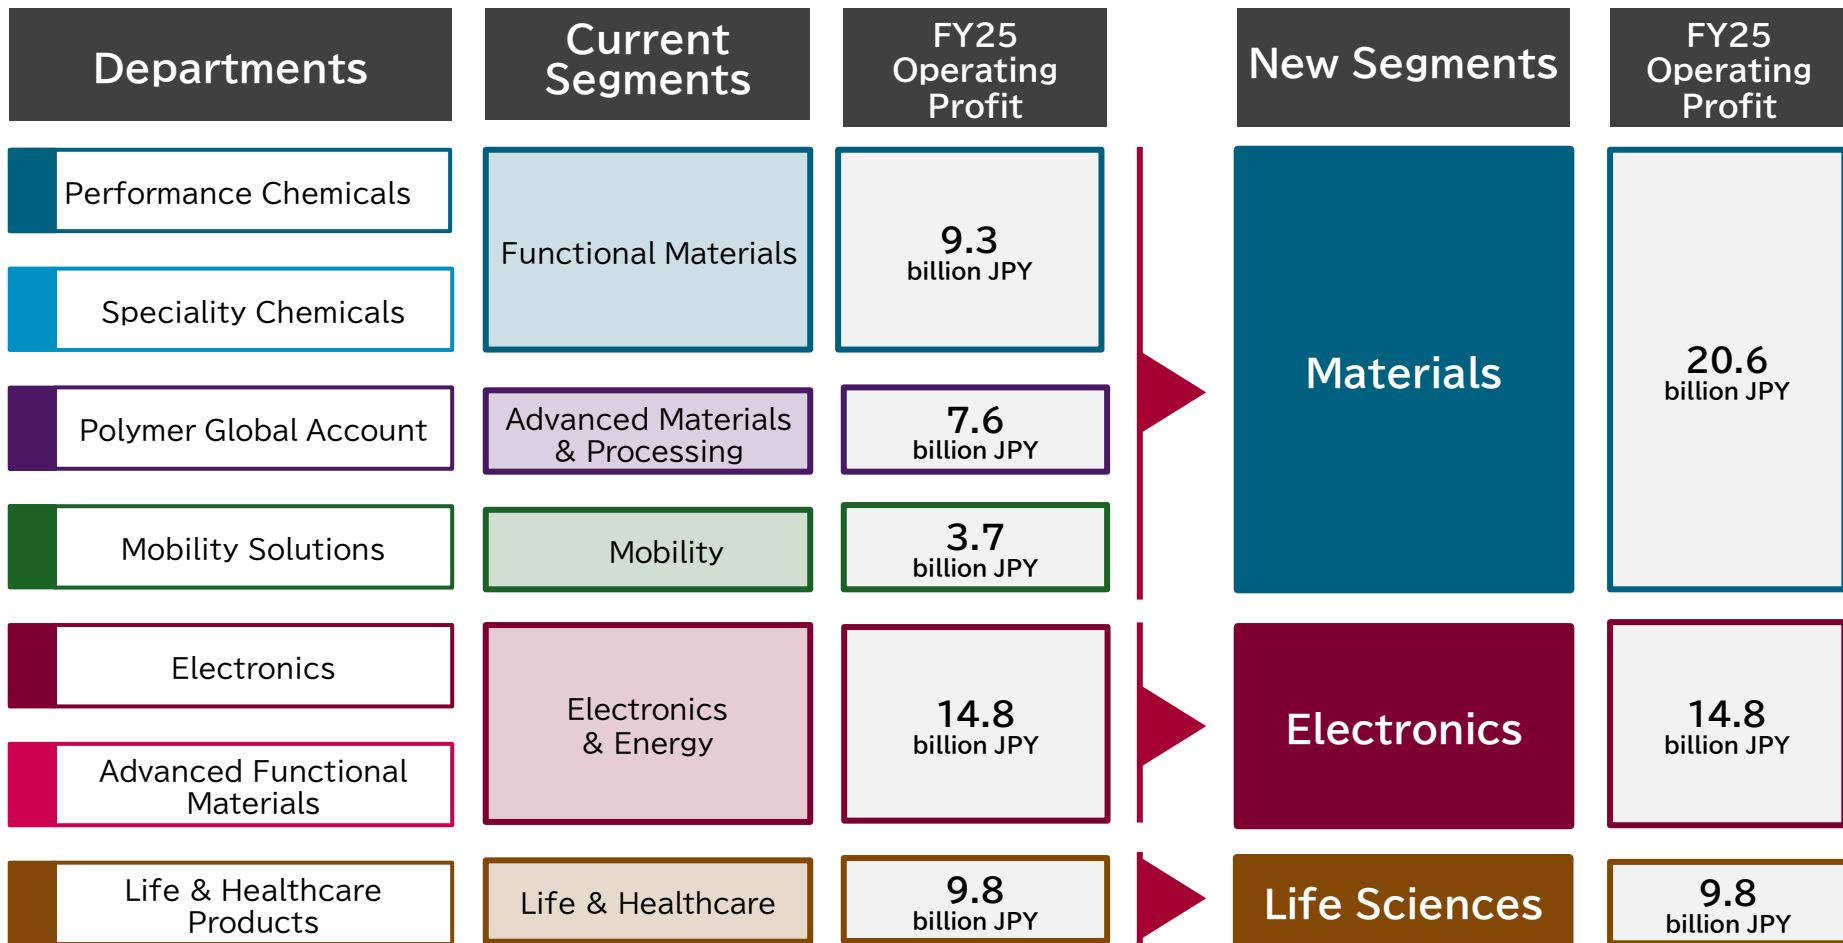 Departments
Current
Segments
FY25
Operating
Profit
New Segments
FY25
Operating
Profit
Performance Chemicals
Speciality Chemicals
Functional Materials
9.3
billion JPY
Polymer Global Account
Advanced Materials
& Processing
7.6
billion JPY
Mobility Solutions
Mobility
3.7
billion JPY
Materials
20.6
billion JPY
Electronics
Advanced Functional
Materials
Electronics
& Energy
14.8
billion JPY
Electronics
14.8
billion JPY
Life & Healthcare
Products
Life & Healthcare
9.8
billion JPY
Life Sciences
9.8
billion JPY